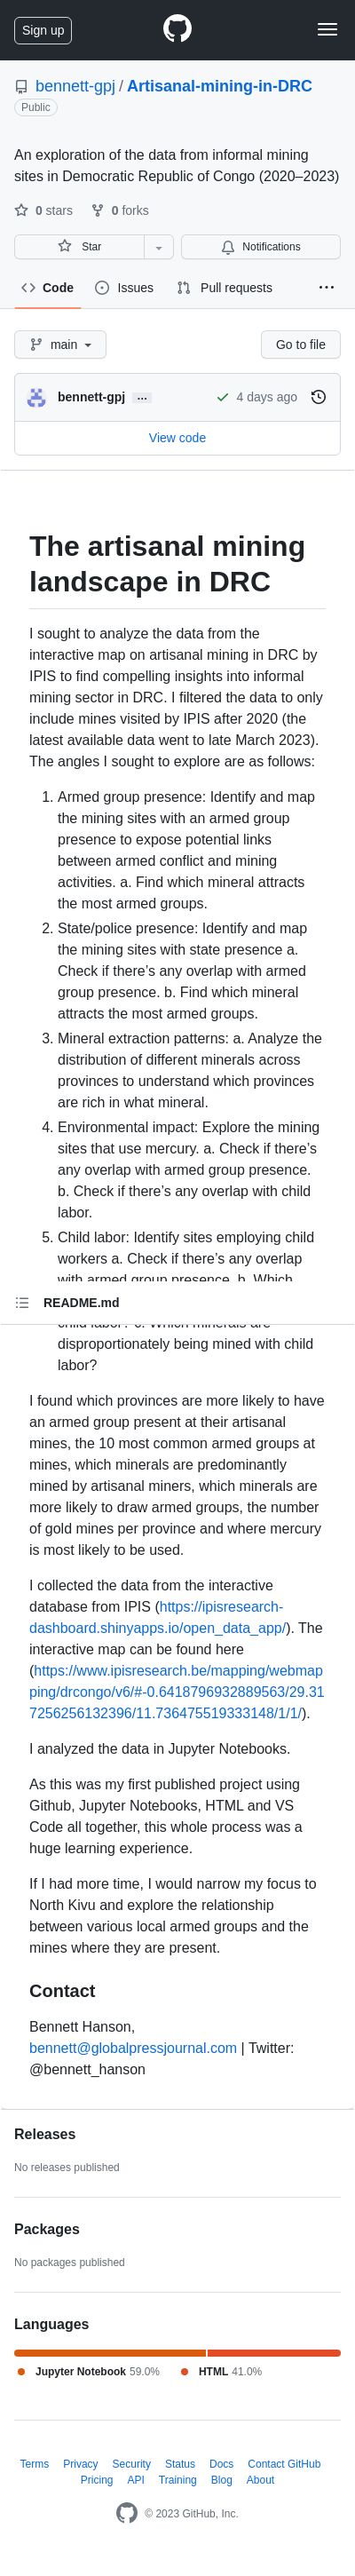 Sign up
bennett-gpj / Artisanal-mining-in-DRC
Public
An exploration of the data from informal mining
sites in Democratic Republic of Congo (2020–2023)
0 stars 0 forks
Star Notifications
Code Issues Pull requests
main Go to file
bennett-gpj … 4 days ago
View code
The artisanal mining
landscape in DRC
I sought to analyze the data from the
interactive map on artisanal mining in DRC by
IPIS to find compelling insights into informal
mining sector in DRC. I filtered the data to only
include mines visited by IPIS after 2020 (the
latest available data went to late March 2023).
The angles I sought to explore are as follows:
1. Armed group presence: Identify and map
the mining sites with an armed group
presence to expose potential links
between armed conflict and mining
activities. a. Find which mineral attracts
the most armed groups.
2. State/police presence: Identify and map
the mining sites with state presence a.
Check if there’s any overlap with armed
group presence. b. Find which mineral
attracts the most armed groups.
3. Mineral extraction patterns: a. Analyze the
distribution of different minerals across
provinces to understand which provinces
are rich in what mineral.
4. Environmental impact: Explore the mining
sites that use mercury. a. Check if there’s
any overlap with armed group presence.
b. Check if there’s any overlap with child
labor.
5. Child labor: Identify sites employing child
workers a. Check if there’s any overlap
with armed group presence. b. Which
README.md
child labor? c. Which minerals are
disproportionately being mined with child
labor?
I found which provinces are more likely to have
an armed group present at their artisanal
mines, the 10 most common armed groups at
mines, which minerals are predominantly
mined by artisanal miners, which minerals are
more likely to draw armed groups, the number
of gold mines per province and where mercury
is most likely to be used.
I collected the data from the interactive
database from IPIS (https://ipisresearch-
dashboard.shinyapps.io/open_data_app/). The
interactive map can be found here
(https://www.ipisresearch.be/mapping/webmap
ping/drcongo/v6/#-0.6418796932889563/29.31
7256256132396/11.736475519333148/1/1/).
I analyzed the data in Jupyter Notebooks.
As this was my first published project using
Github, Jupyter Notebooks, HTML and VS
Code all together, this whole process was a
huge learning experience.
If I had more time, I would narrow my focus to
North Kivu and explore the relationship
between various local armed groups and the
mines where they are present.
Contact
Bennett Hanson,
bennett@globalpressjournal.com | Twitter:
@bennett_hanson
Releases
No releases published
Packages
No packages published
Languages
Jupyter Notebook 59.0% HTML 41.0%
Terms Privacy Security Status Docs Contact GitHub
Pricing API Training Blog About
© 2023 GitHub, Inc.